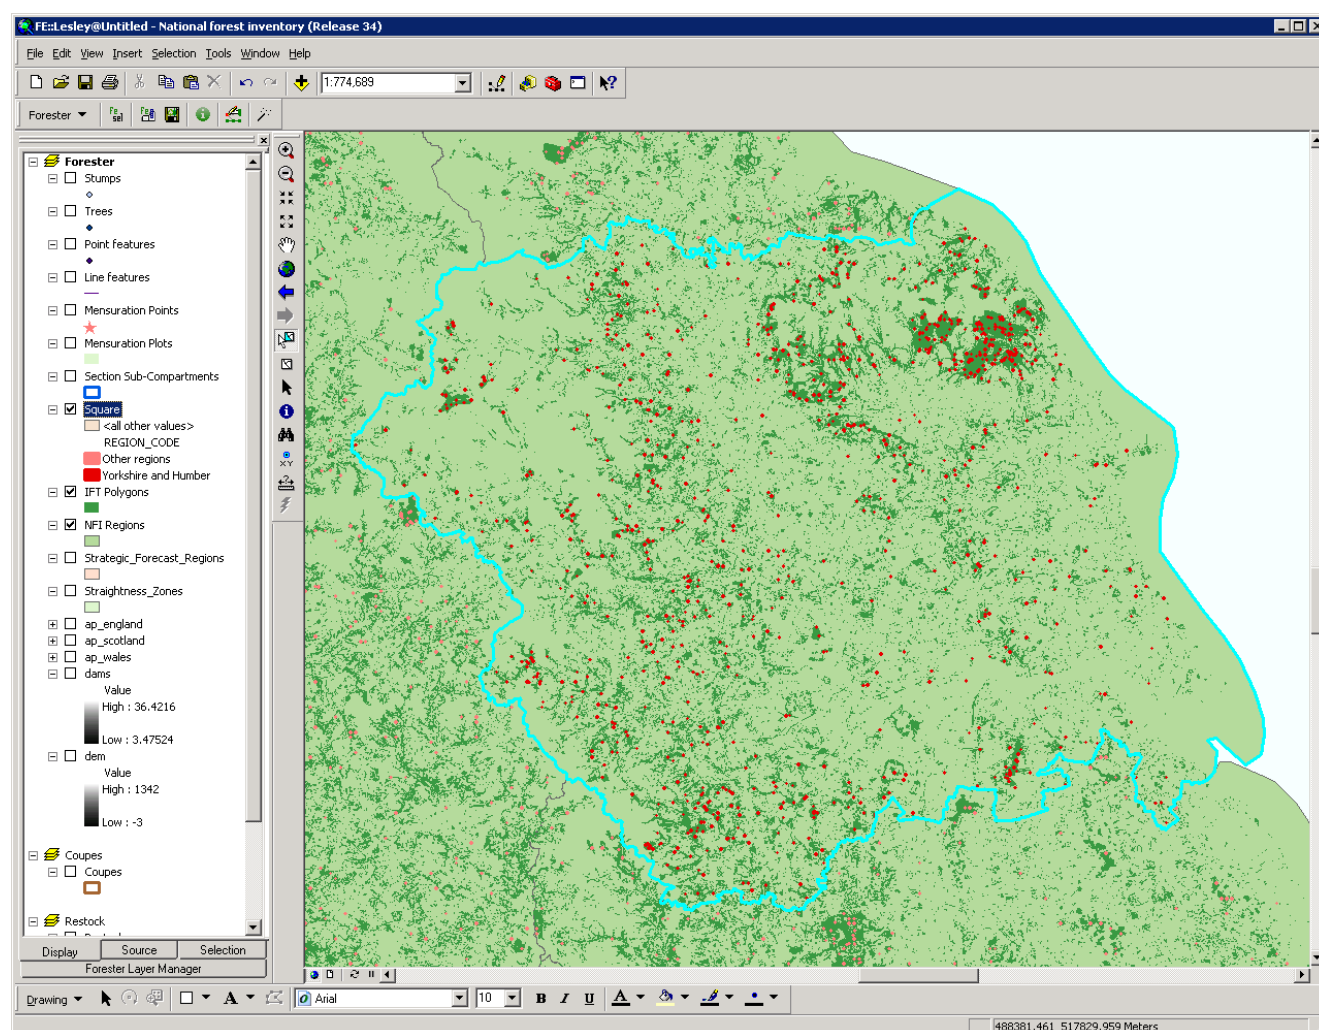 FE::Lesley@Untitled - National forest inventory (Release 34)
File Edit View Insert Selection Tools Window Help
1:774,689
Forester
Forester
Stumps
Trees
Point features
Line features
Mensuration Points
Mensuration Plots
Section Sub-Compartments
Square
<all other values>
REGION_CODE
Other regions
Yorkshire and Humber
IFT Polygons
NFI Regions
Strategic_Forecast_Regions
Straightness_Zones
ap_england
ap_scotland
ap_wales
dams
Value
High : 36.4216
Low : 3.47524
dem
Value
High : 1342
Low : -3
Coupes
Coupes
Restock
Display Source Selection
Forester Layer Manager
Drawing A Arial 10 B I U A
488381.461 517829.959 Meters